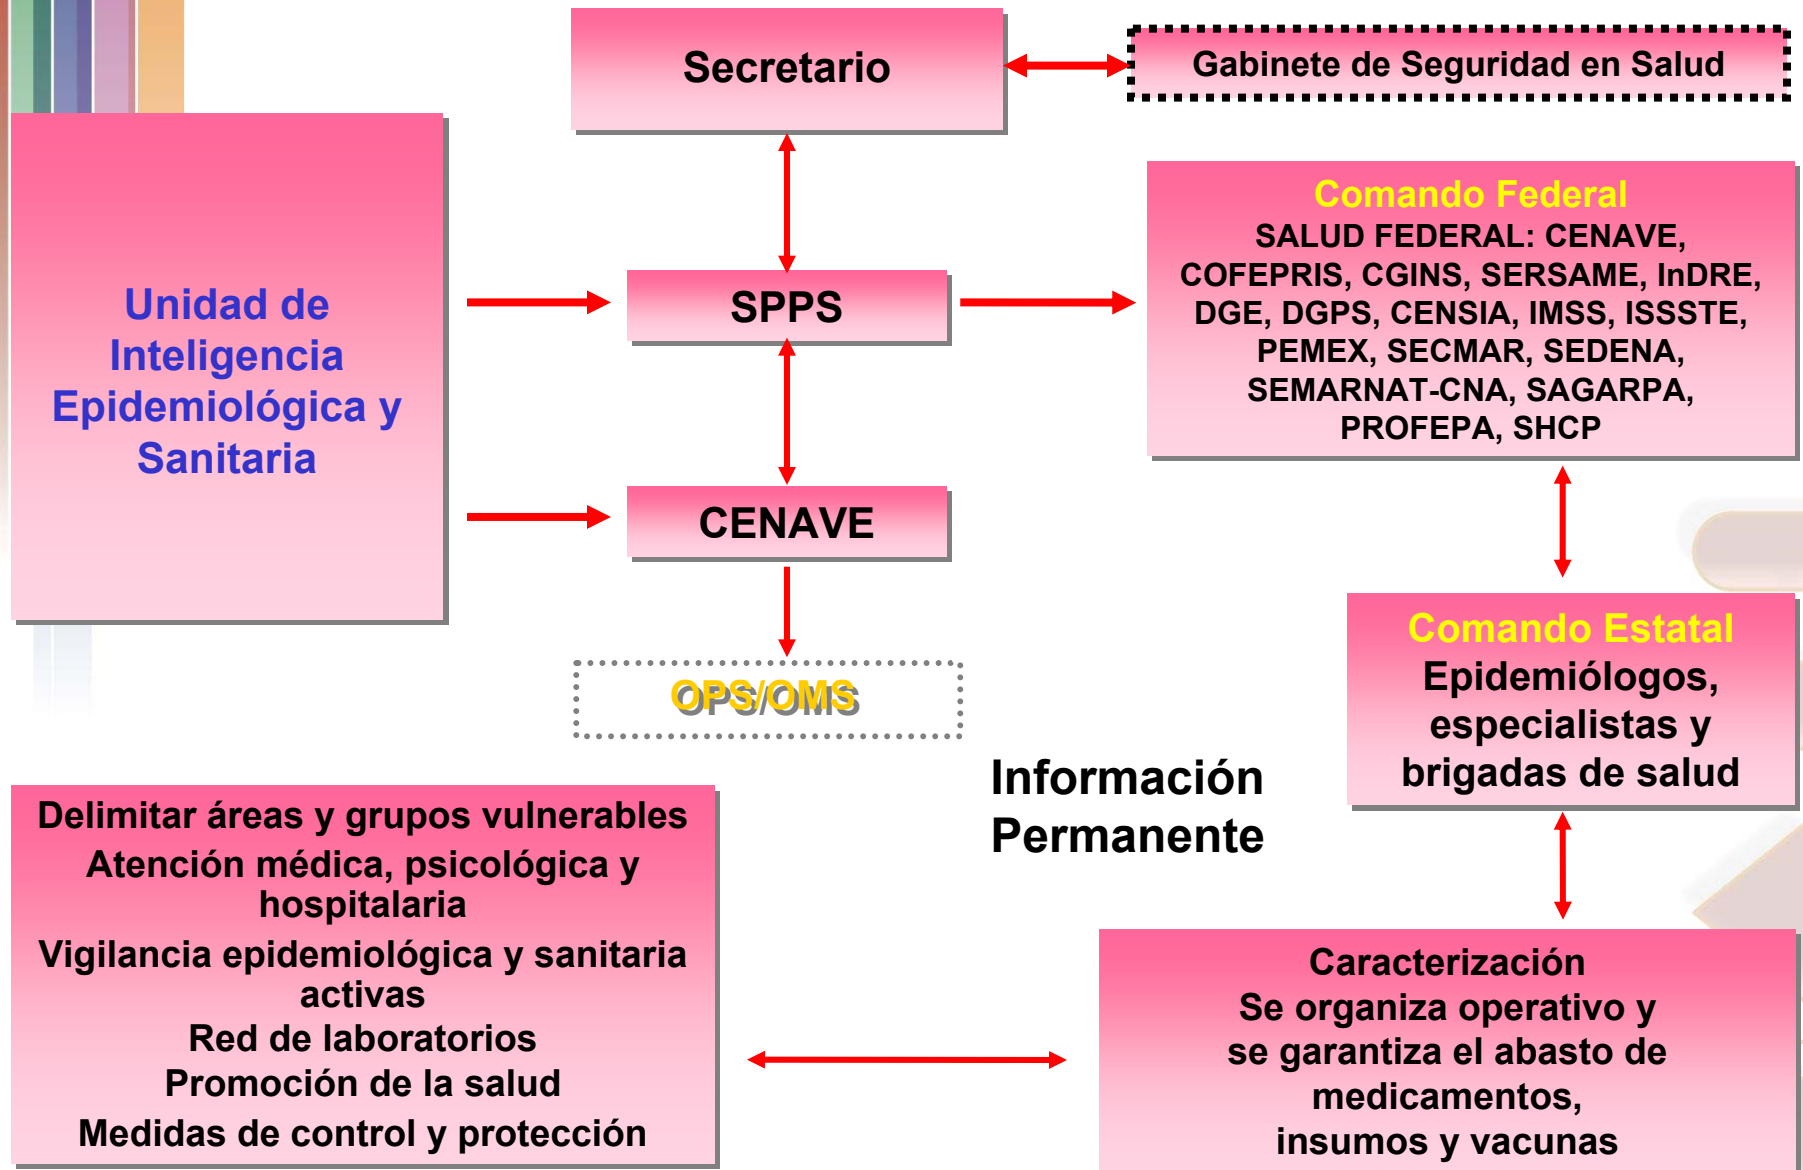 Secretario
Gabinete de Seguridad en Salud
Unidad de
Inteligencia
Epidemiológica y
Sanitaria
SPPS
CENAVE
OPS/OMS
Comando Federal
SALUD FEDERAL: CENAVE,
COFEPRIS, CGINS, SERSAME, InDRE,
DGE, DGPS, CENSIA, IMSS, ISSSTE,
PEMEX, SECMAR, SEDENA,
SEMARNAT-CNA, SAGARPA,
PROFEPA, SHCP
Comando Estatal
Epidemiólogos,
especialistas y
brigadas de salud
Información
Permanente
Delimitar áreas y grupos vulnerables
Atención médica, psicológica y
hospitalaria
Vigilancia epidemiológica y sanitaria
activas
Red de laboratorios
Promoción de la salud
Medidas de control y protección
Caracterización
Se organiza operativo y
se garantiza el abasto de
medicamentos,
insumos y vacunas